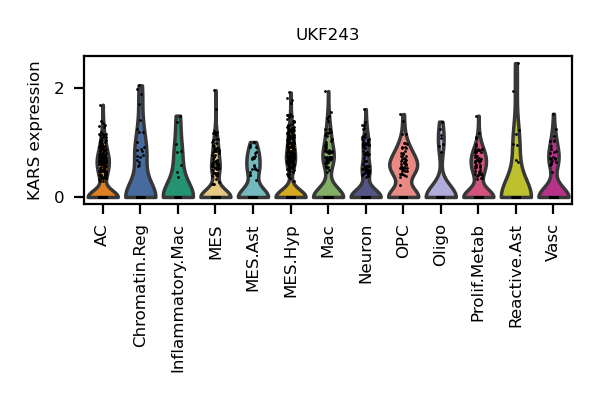 UKF243
KARS expression
2
0
AC
Chromatin.Reg
Inflammatory.Mac
MES
MES.Ast
MES.Hyp
Mac
Neuron
OPC
Oligo
Prolif.Metab
Reactive.Ast
Vasc